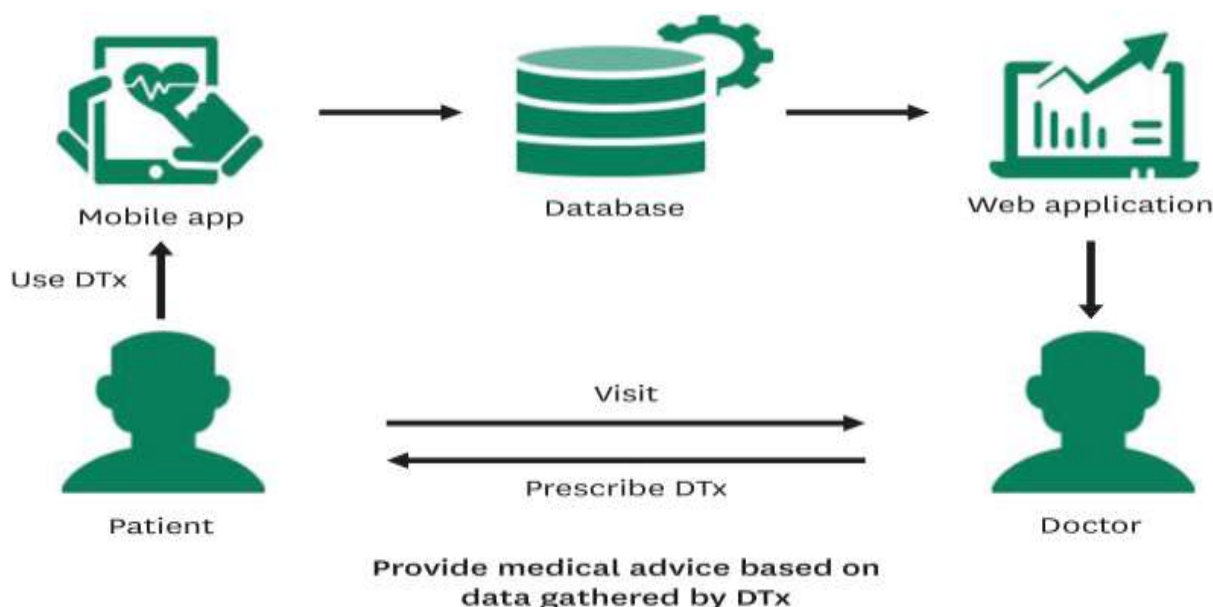 Mobile app
Database
Web application
Use DTx
Visit
Prescribe DTx
Patient
Doctor
Provide medical advice based on
data gathered by DTx